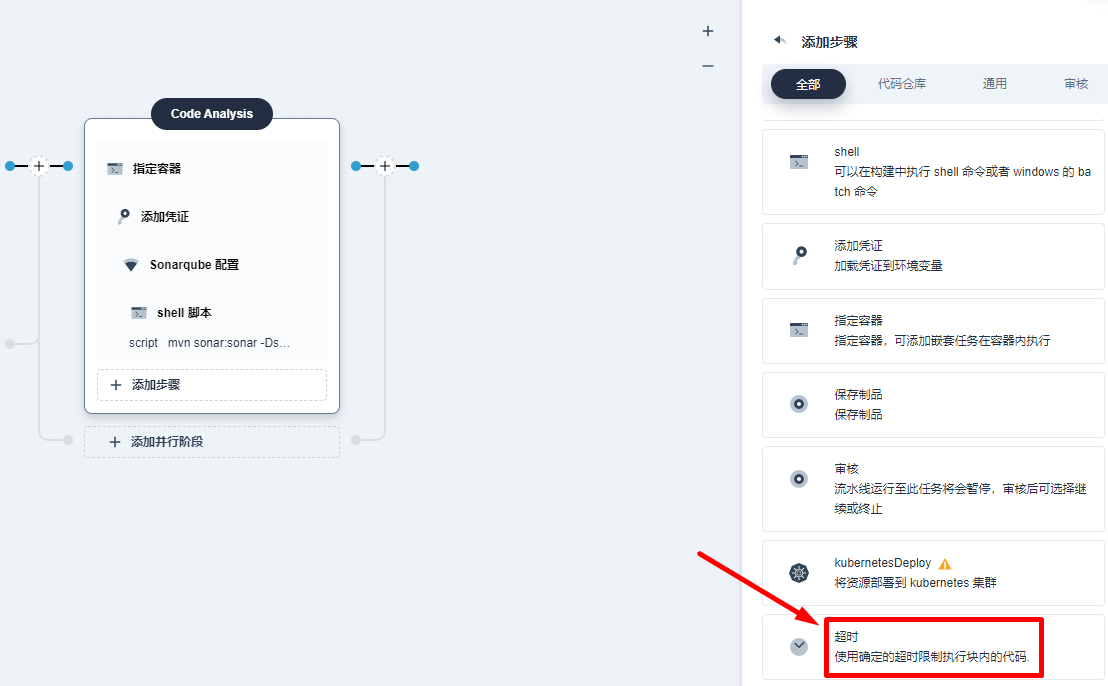 Code Analysis
指定容器
添加凭证
Sonarqube 配置
shell 脚本
script mvn sonar:sonar -Ds...
添加步骤
添加并行阶段
添加步骤
全部 代码仓库 通用 审核
shell
可以在构建中执行 shell 命令或者 windows 的 ba
tch 命令
添加凭证
加载凭证到环境变量
指定容器
指定容器，可添加嵌套任务在容器内执行
保存制品
保存制品
审核
流水线运行至此任务将会暂停，审核后可选择继
续或终止
kubernetesDeploy
将资源部署到 kubernetes 集群
超时
使用确定的超时限制执行块内的代码.